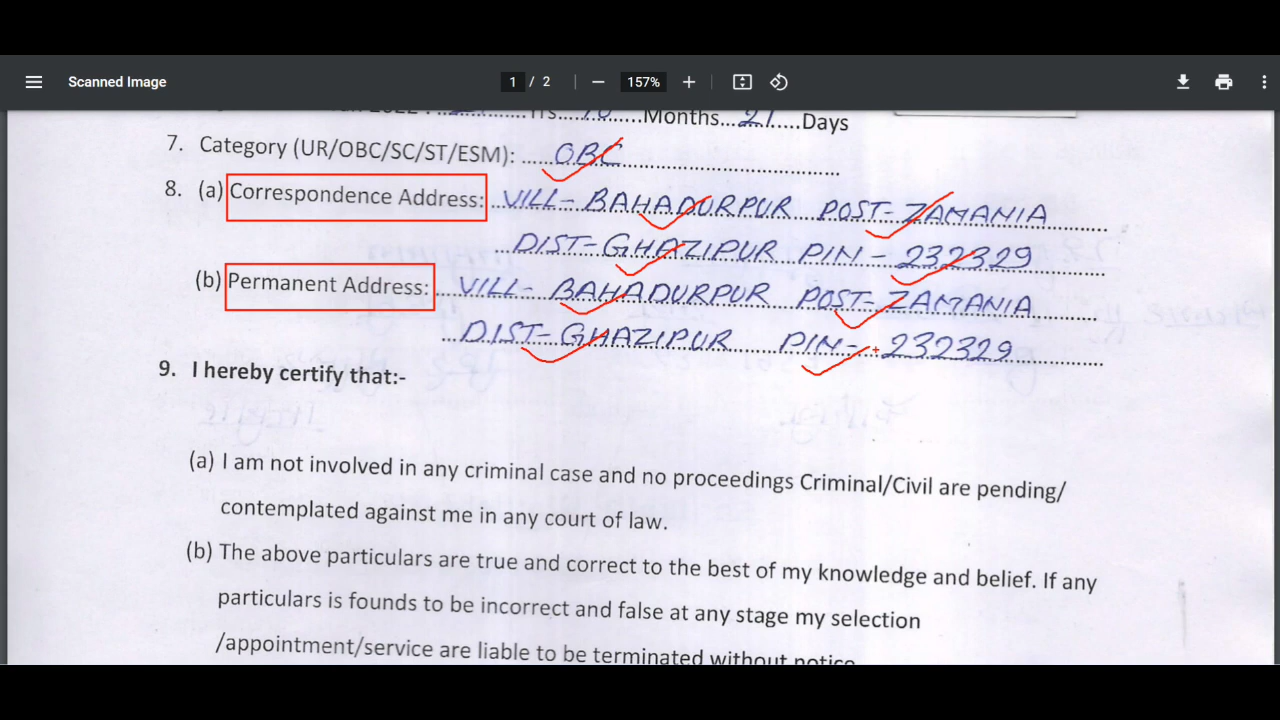 Scanned Image
1 / 2
157%
Months...21....Days
7. Category (UR/OBC/SC/ST/ESM): ....OBC....
8. (a) Correspondence Address: ..VILL- BAHADURPUR POST- ZAMANIA
DIST- GHAZIPUR PIN - 232329
(b) Permanent Address: VILL- BAHADURPUR POST- ZAMANIA
DIST- GHAZIPUR PIN- 232329
9. I hereby certify that:-
(a) I am not involved in any criminal case and no proceedings Criminal/Civil are pending/
contemplated against me in any court of law.
(b) The above particulars are true and correct to the best of my knowledge and belief. If any
particulars is founds to be incorrect and false at any stage my selection
/appointment/service are liable to be terminated without notice